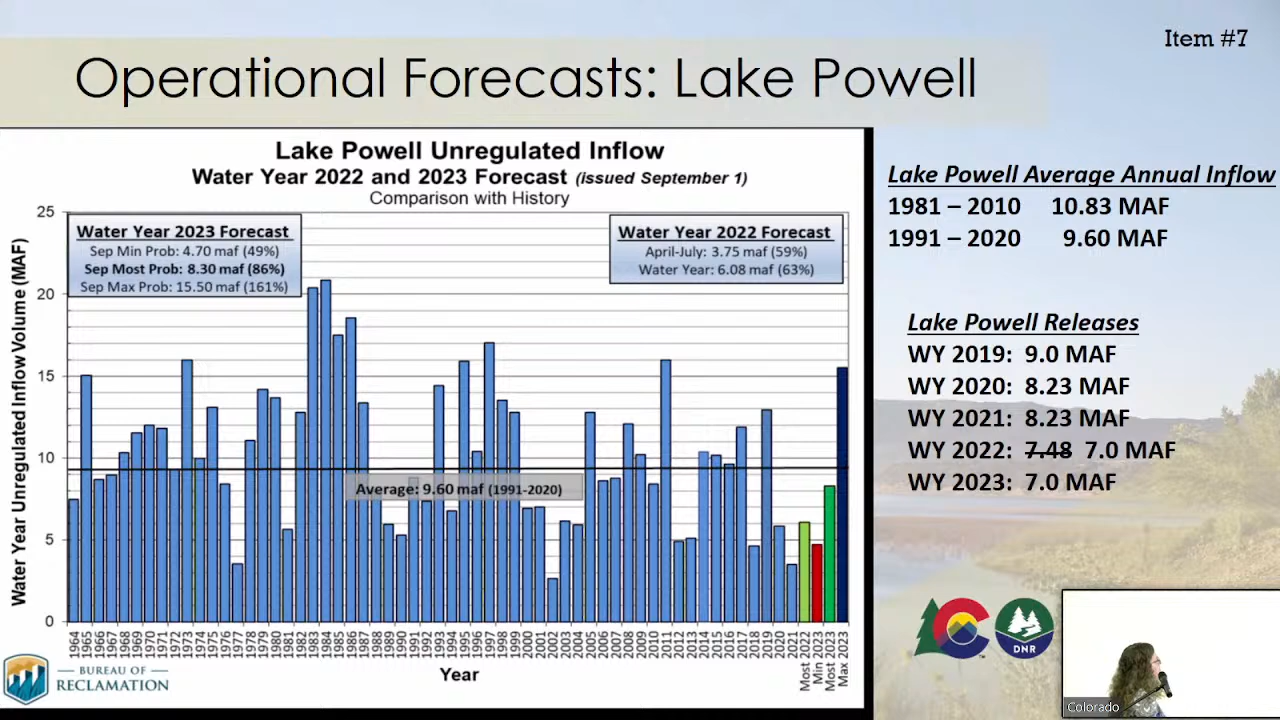 Item #7
Operational Forecasts: Lake Powell
Lake Powell Unregulated Inflow
Water Year 2022 and 2023 Forecast (issued September 1)
Comparison with History
Water Year 2023 Forecast
Sep Min Prob: 4.70 maf (49%)
Sep Most Prob: 8.30 maf (86%)
Sep Max Prob: 15.50 maf (161%)
Water Year 2022 Forecast
April-July: 3.75 maf (59%)
Water Year: 6.08 maf (63%)
Water Year Unregulated Inflow Volume (MAF)
25
20
15
10
5
0
Average: 9.60 maf (1991-2020)
1964
1965
1966
1967
1968
1969
1970
1971
1972
1973
1974
1975
1976
1977
1978
1979
1980
1981
1982
1983
1984
1985
1986
1987
1988
1989
1990
1991
1992
1993
1994
1995
1996
1997
1998
1999
2000
2001
2002
2003
2004
2005
2006
2007
2008
2009
2010
2011
2012
2013
2014
2015
2016
2017
2018
2019
2020
2021
Most 2022
Min 2023
Most 2023
Max 2023
Year
BUREAU OF
RECLAMATION
Lake Powell Average Annual Inflow
1981 – 2010 10.83 MAF
1991 – 2020 9.60 MAF
Lake Powell Releases
WY 2019: 9.0 MAF
WY 2020: 8.23 MAF
WY 2021: 8.23 MAF
WY 2022: 7.48 7.0 MAF
WY 2023: 7.0 MAF
DNR
Colorado